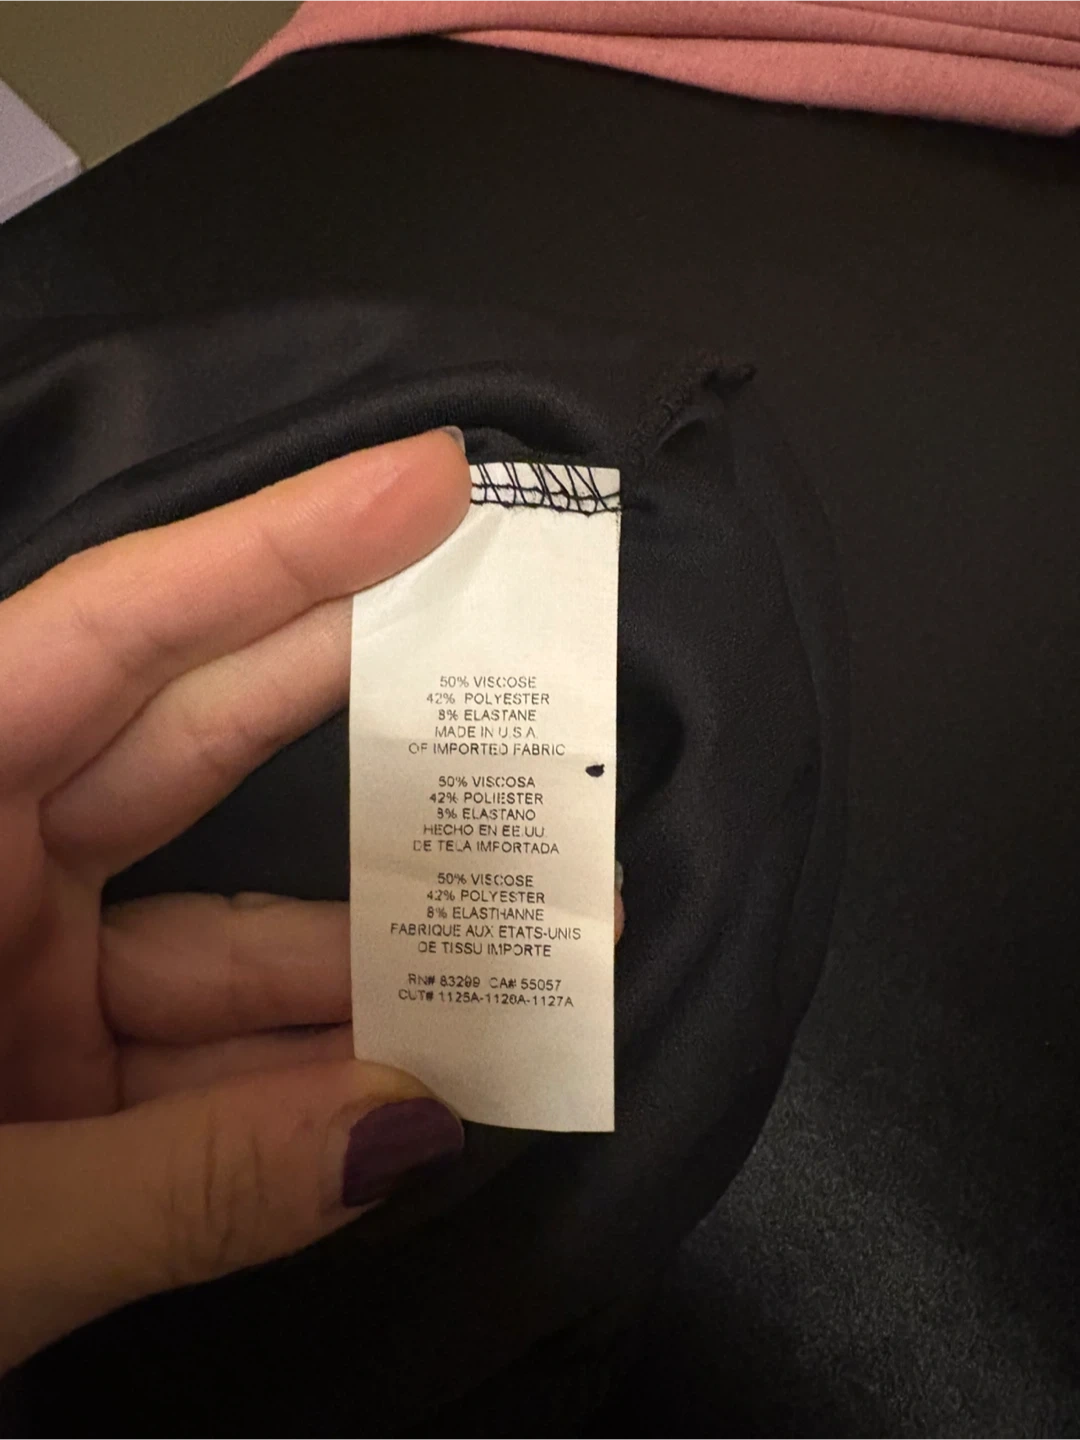 50% VISCOSE
42% POLYESTER
8% ELASTANE
MADE IN U.S.A.
OF IMPORTED FABRIC
50% VISCOSA
42% POLIESTER
8% ELASTANO
HECHO EN EE.UU.
DE TELA IMPORTADA
50% VISCOSE
42% POLYESTER
8% ELASTHANNE
FABRIQUE AUX ETATS-UNIS
DE TISSU IMPORTE
RN# 83299 CA# 55057
CUT# 1125A-1126A-1127A